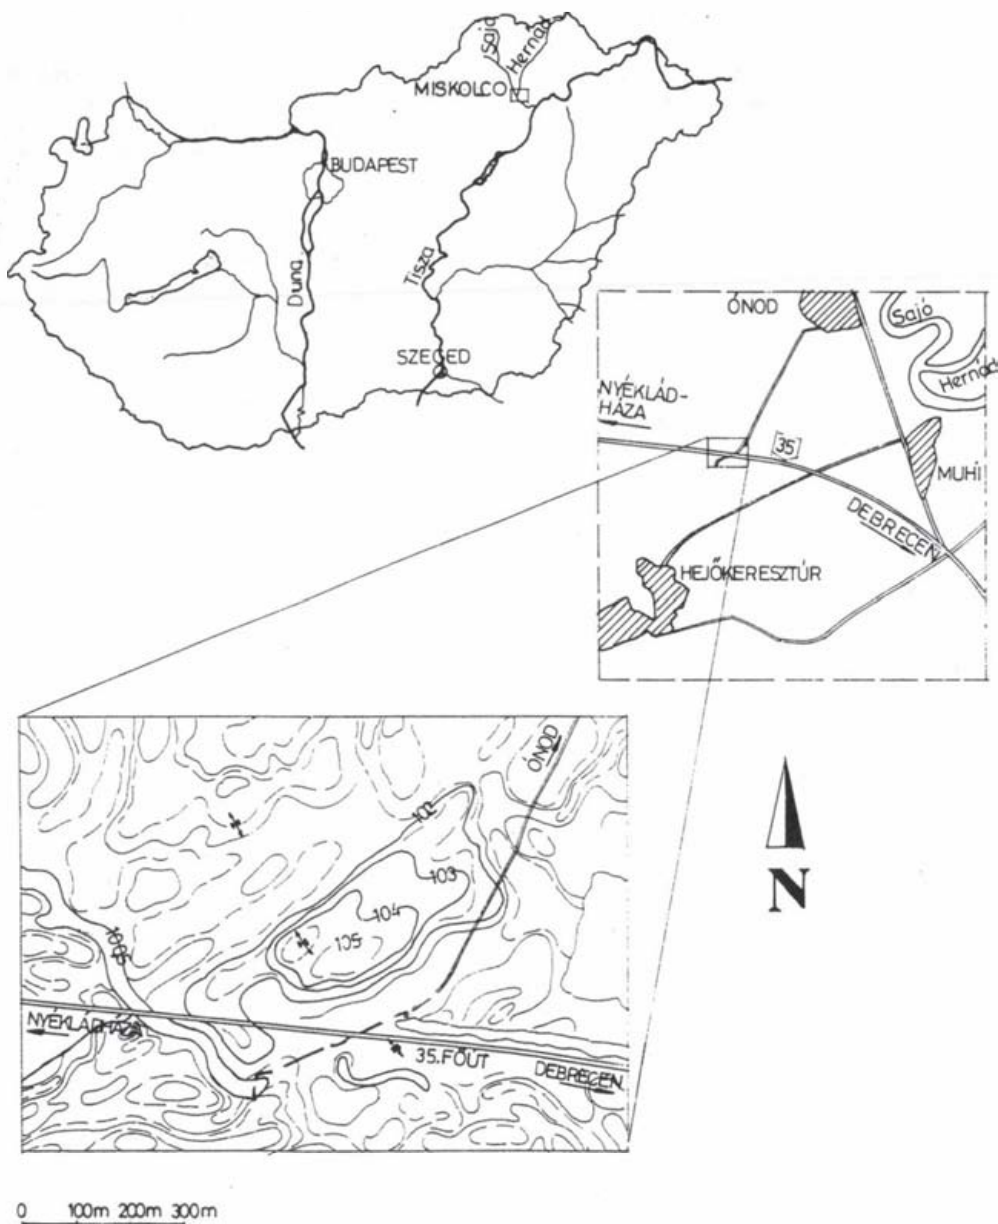 Sajó
Hernád
MISKOLC
BUDAPEST
Duna
Tisza
SZEGED
ÓNOD
Sajó
Hernád
NYÉKLÁD-
HÁZA
35
MUHI
DEBRECEN
HEJŐKERESZTÚR
ÓNOD
102
103
104
105
NYÉKLÁDHÁZA
35.FŐÚT
DEBRECEN
N
0 100m 200m 300m